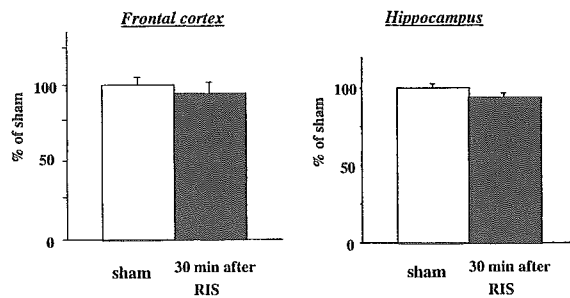 Frontal cortex
% of sham
100
50
0
sham
30 min after
RIS
Hippocampus
% of sham
100
50
0
sham
30 min after
RIS